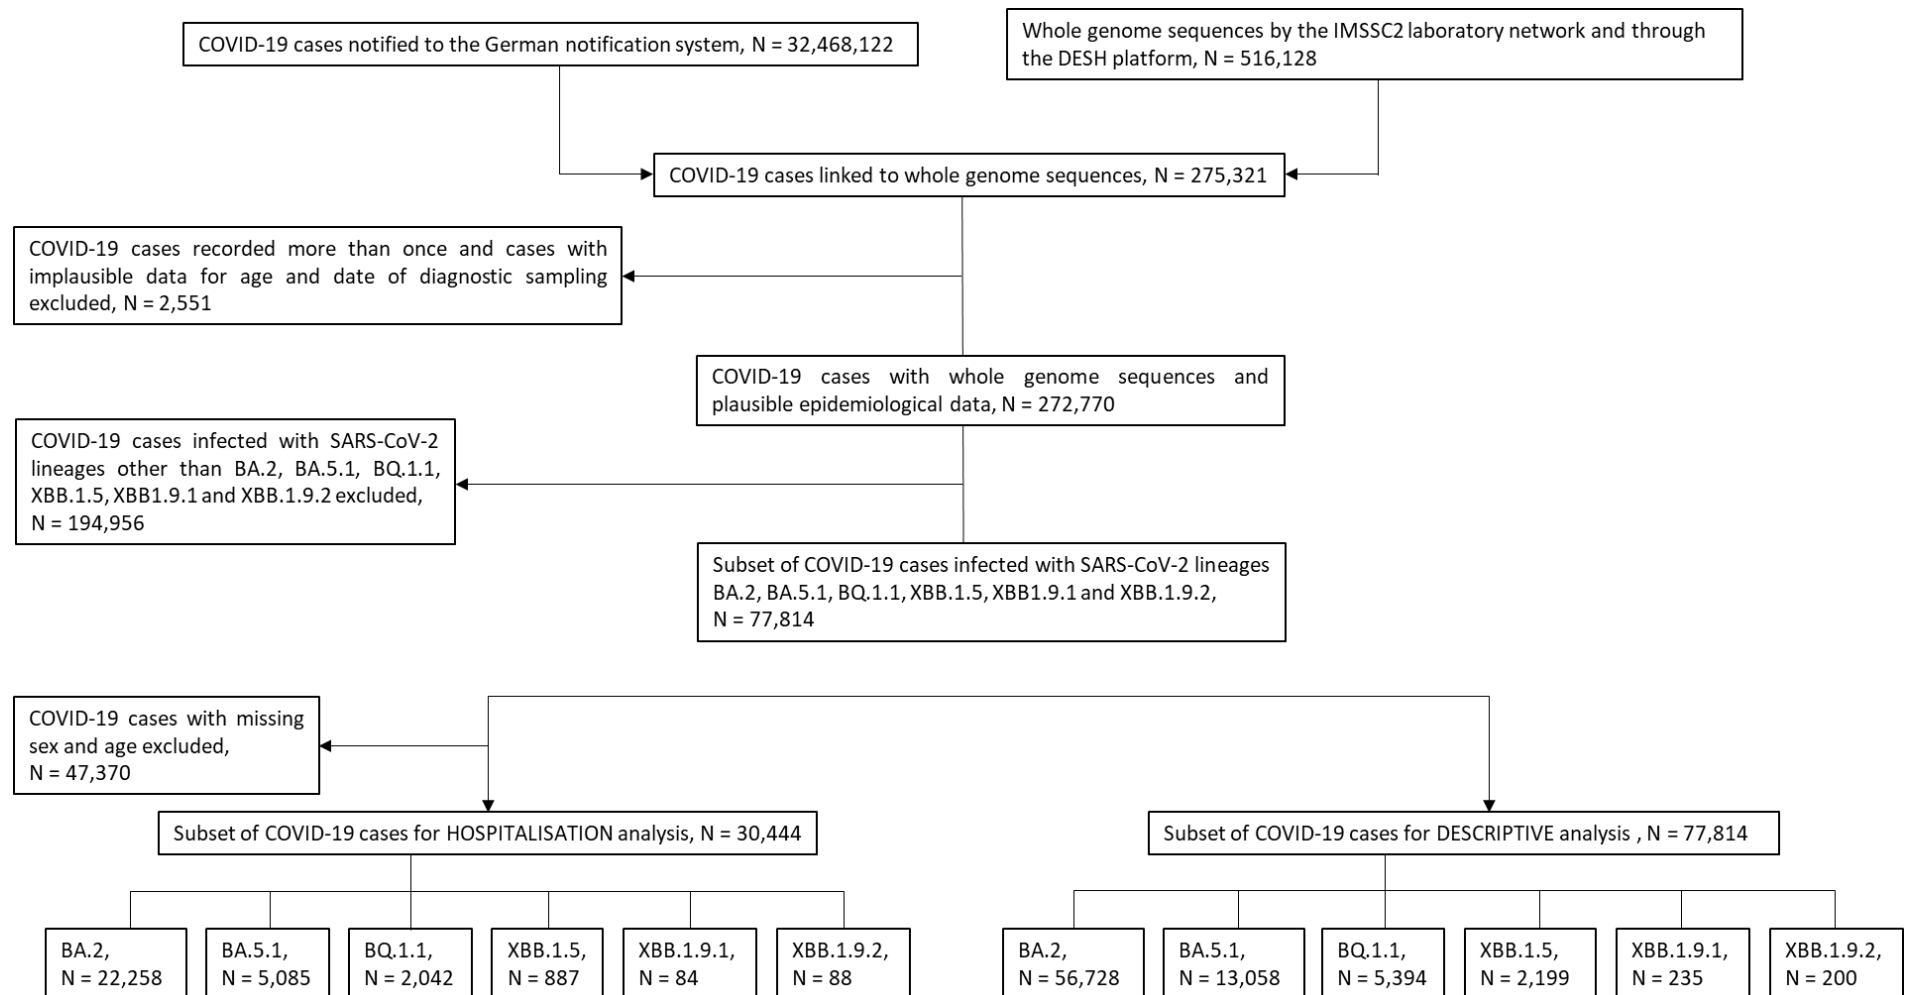 COVID-19 cases notified to the German notification system, N = 32,468,122
Whole genome sequences by the IMSSC2 laboratory network and through
the DESH platform, N = 516,128
COVID-19 cases linked to whole genome sequences, N = 275,321
COVID-19 cases recorded more than once and cases with
implausible data for age and date of diagnostic sampling
excluded, N = 2,551
COVID-19 cases with whole genome sequences and
plausible epidemiological data, N = 272,770
COVID-19 cases infected with SARS-CoV-2
lineages other than BA.2, BA.5.1, BQ.1.1,
XBB.1.5, XBB1.9.1 and XBB.1.9.2 excluded,
N = 194,956
Subset of COVID-19 cases infected with SARS-CoV-2 lineages
BA.2, BA.5.1, BQ.1.1, XBB.1.5, XBB1.9.1 and XBB.1.9.2,
N = 77,814
COVID-19 cases with missing
sex and age excluded,
N = 47,370
Subset of COVID-19 cases for HOSPITALISATION analysis, N = 30,444
Subset of COVID-19 cases for DESCRIPTIVE analysis , N = 77,814
BA.2,
N = 22,258
BA.5.1,
N = 5,085
BQ.1.1,
N = 2,042
XBB.1.5,
N = 887
XBB.1.9.1,
N = 84
XBB.1.9.2,
N = 88
BA.2,
N = 56,728
BA.5.1,
N = 13,058
BQ.1.1,
N = 5,394
XBB.1.5,
N = 2,199
XBB.1.9.1,
N = 235
XBB.1.9.2,
N = 200